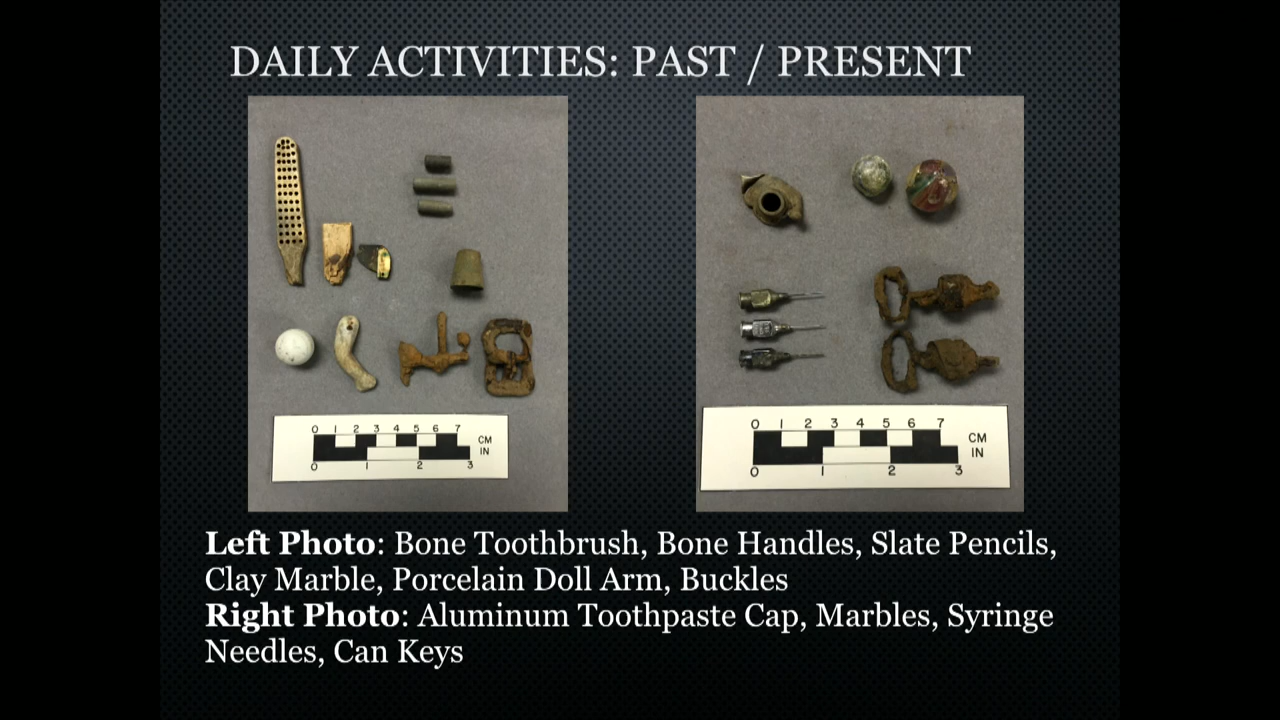 DAILY ACTIVITIES: PAST / PRESENT
0 1 2 3 4 5 6 7 CM
IN
0 1 2 3
0 1 2 3 4 5 6 7 CM
IN
0 1 2 3
Left Photo: Bone Toothbrush, Bone Handles, Slate Pencils,
Clay Marble, Porcelain Doll Arm, Buckles
Right Photo: Aluminum Toothpaste Cap, Marbles, Syringe
Needles, Can Keys